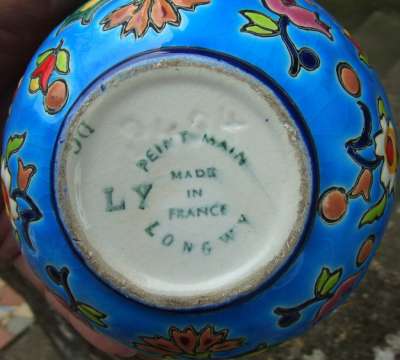 PEINT MAIN
MADE
IN
FRANCE
LONGWY
LY